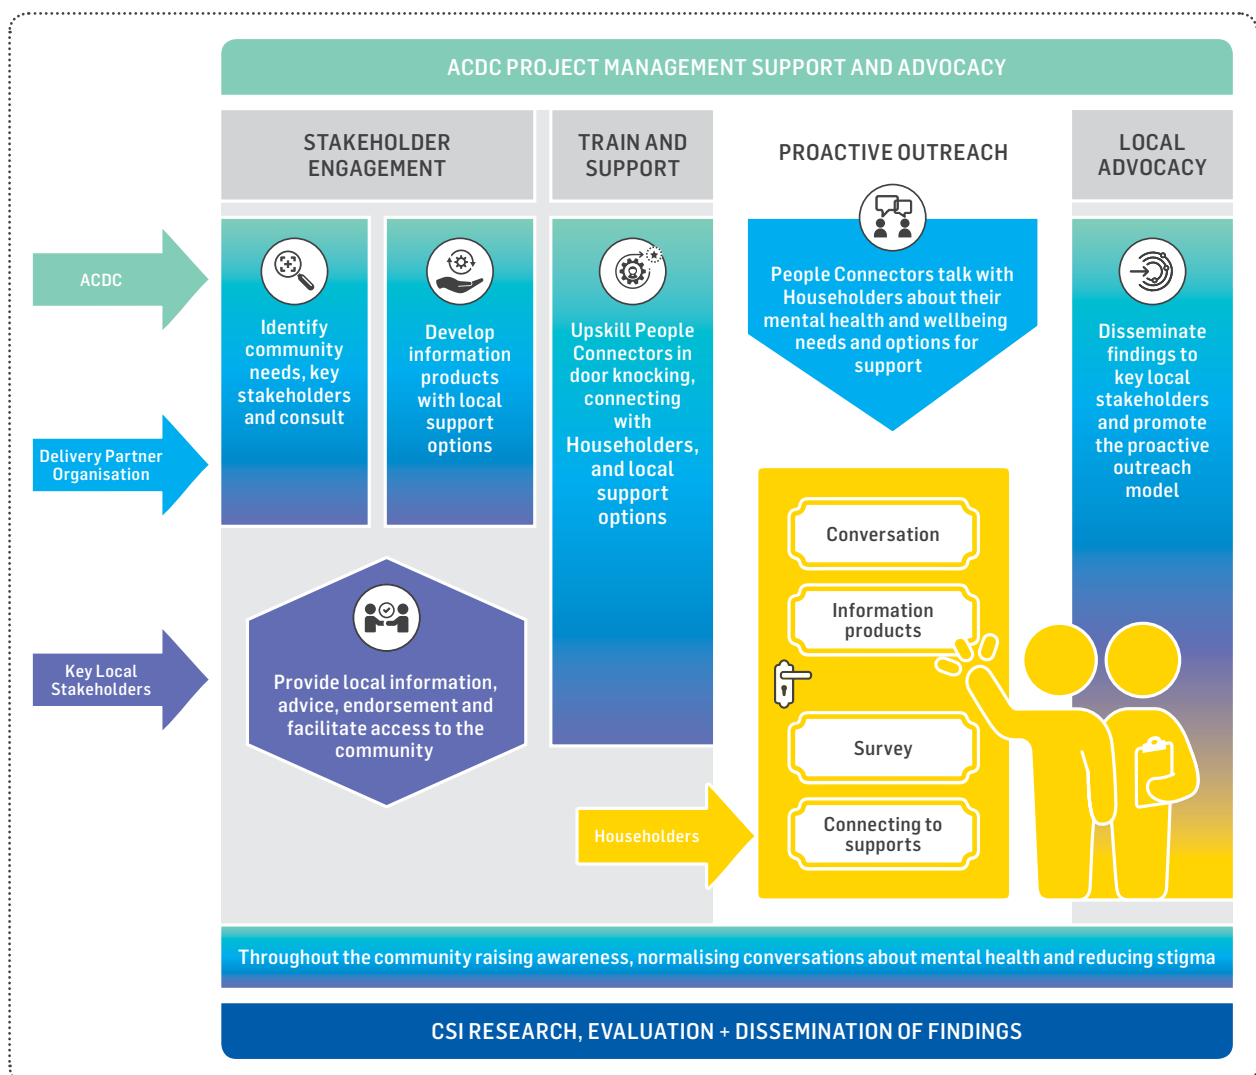 ACDC PROJECT MANAGEMENT SUPPORT AND ADVOCACY
STAKEHOLDER
ENGAGEMENT
TRAIN AND
SUPPORT
PROACTIVE OUTREACH
LOCAL
ADVOCACY
ACDC
Delivery Partner
Organisation
Key Local
Stakeholders
Identify
community
needs, key
stakeholders
and consult
Develop
information
products
with local
support
options
Provide local information,
advice, endorsement and
facilitate access to the
community
Upskill People
Connectors in
door knocking,
connecting
with
Householders,
and local
support
options
People Connectors talk with
Householders about their
mental health and wellbeing
needs and options for
support
Householders
Conversation
Information
products
Survey
Connecting to
supports
Disseminate
findings to
key local
stakeholders
and promote
the proactive
outreach
model
Throughout the community raising awareness, normalising conversations about mental health and reducing stigma
CSI RESEARCH, EVALUATION + DISSEMINATION OF FINDINGS